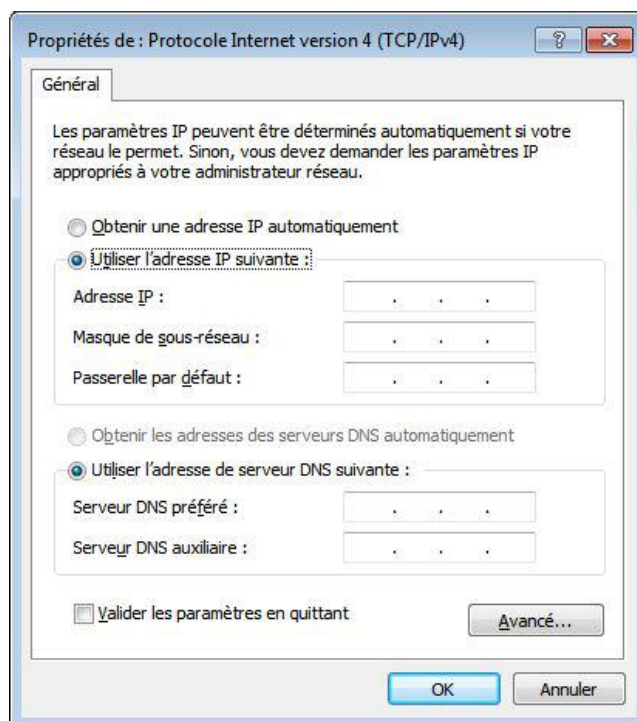 Propriétés de : Protocole Internet version 4 (TCP/IPv4)
Général
Les paramètres IP peuvent être déterminés automatiquement si votre
réseau le permet. Sinon, vous devez demander les paramètres IP
appropriés à votre administrateur réseau.
Obtenir une adresse IP automatiquement
Utiliser l'adresse IP suivante :
Adresse IP :
Masque de sous-réseau :
Passerelle par défaut :
Obtenir les adresses des serveurs DNS automatiquement
Utiliser l'adresse de serveur DNS suivante :
Serveur DNS préféré :
Serveur DNS auxiliaire :
Valider les paramètres en quittant
Avancé...
OK Annuler